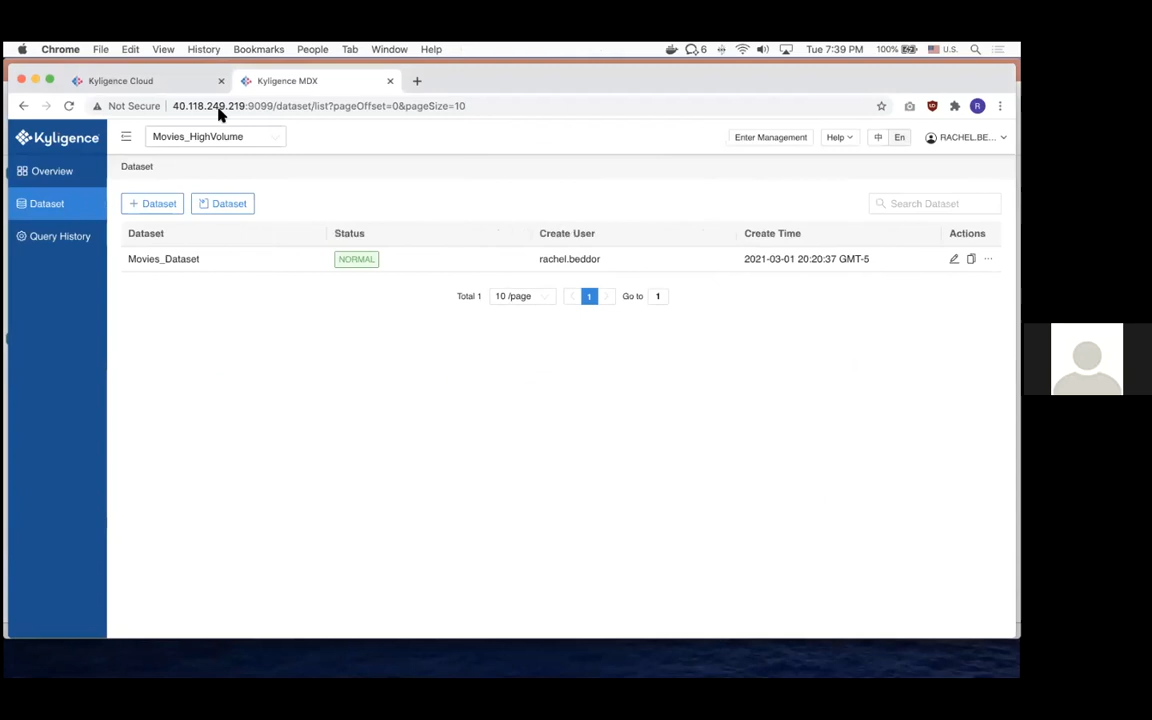 Chrome File Edit View History Bookmarks People Tab Window Help 6 Tue 7:39 PM 100% U.S.
Kyligence Cloud Kyligence MDX
Not Secure 40.118.249.219:9099/dataset/list?pageOffset=0&pageSize=10 R
Kyligence Movies_HighVolume Enter Management Help 中 En RACHEL.BE...
Overview Dataset
Dataset + Dataset Dataset Search Dataset
Query History
Dataset Status Create User Create Time Actions
Movies_Dataset NORMAL rachel.beddor 2021-03-01 20:20:37 GMT-5
Total 1 10 /page 1 Go to 1